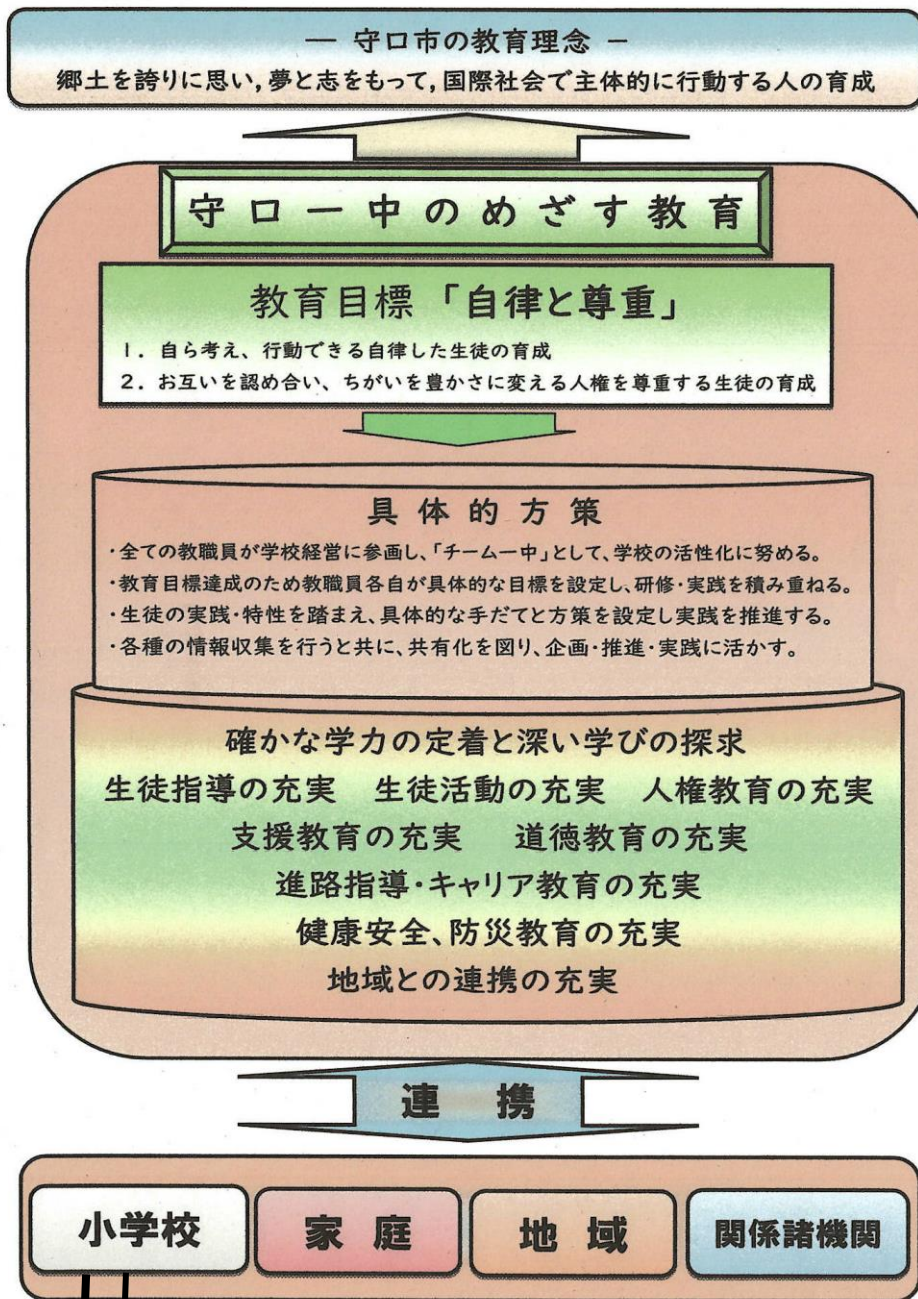 ― 守口市の教育理念 −
郷土を誇りに思い,夢と志をもって,国際社会で主体的に行動する人の育成
守口一中のめざす教育
教育目標「自律と尊重」
1．自ら考え、行動できる自律した生徒の育成
2．お互いを認め合い、ちがいを豊かさに変える人権を尊重する生徒の育成
具体的方策
・全ての教職員が学校経営に参画し、「チーム一中」として、学校の活性化に努める。
・教育目標達成のため教職員各自が具体的な目標を設定し、研修・実践を積み重ねる。
・生徒の実践・特性を踏まえ、具体的な手だてと方策を設定し実践を推進する。
・各種の情報収集を行うと共に、共有化を図り、企画・推進・実践に活かす。
確かな学力の定着と深い学びの探求
生徒指導の充実　生徒活動の充実　人権教育の充実
支援教育の充実　道徳教育の充実
進路指導・キャリア教育の充実
健康安全、防災教育の充実
地域との連携の充実
連　携
小学校　家庭　地域　関係諸機関